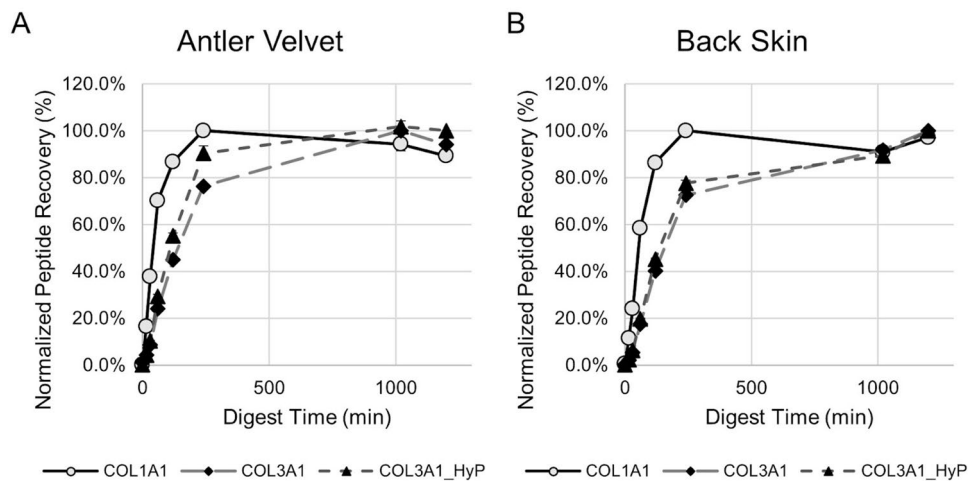 A
Antler Velvet
Normalized Peptide Recovery (%)
120.0%
100.0%
80.0%
60.0%
40.0%
20.0%
0.0%
0
500
1000
Digest Time (min)
COL1A1
COL3A1
COL3A1_HyP
B
Back Skin
Normalized Peptide Recovery (%)
120.0%
100.0%
80.0%
60.0%
40.0%
20.0%
0.0%
0
500
1000
Digest Time (min)
COL1A1
COL3A1
COL3A1_HyP